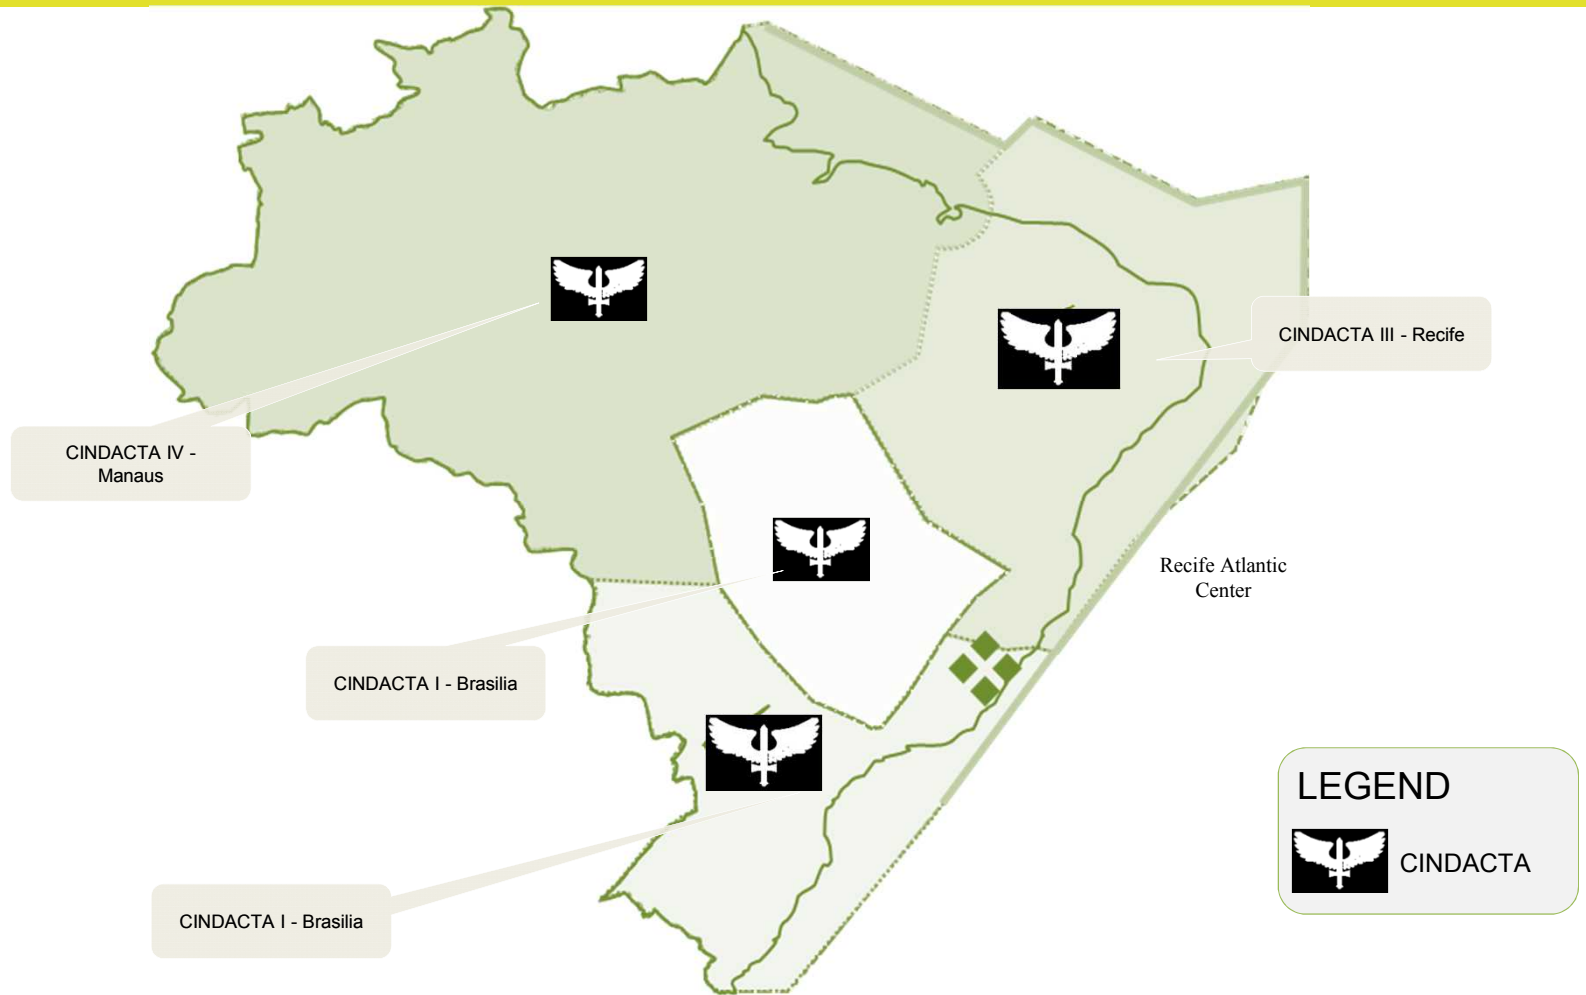 CINDACTA III - Recife
CINDACTA IV -
Manaus
Recife Atlantic
Center
CINDACTA I - Brasilia
CINDACTA I - Brasilia
LEGEND
CINDACTA